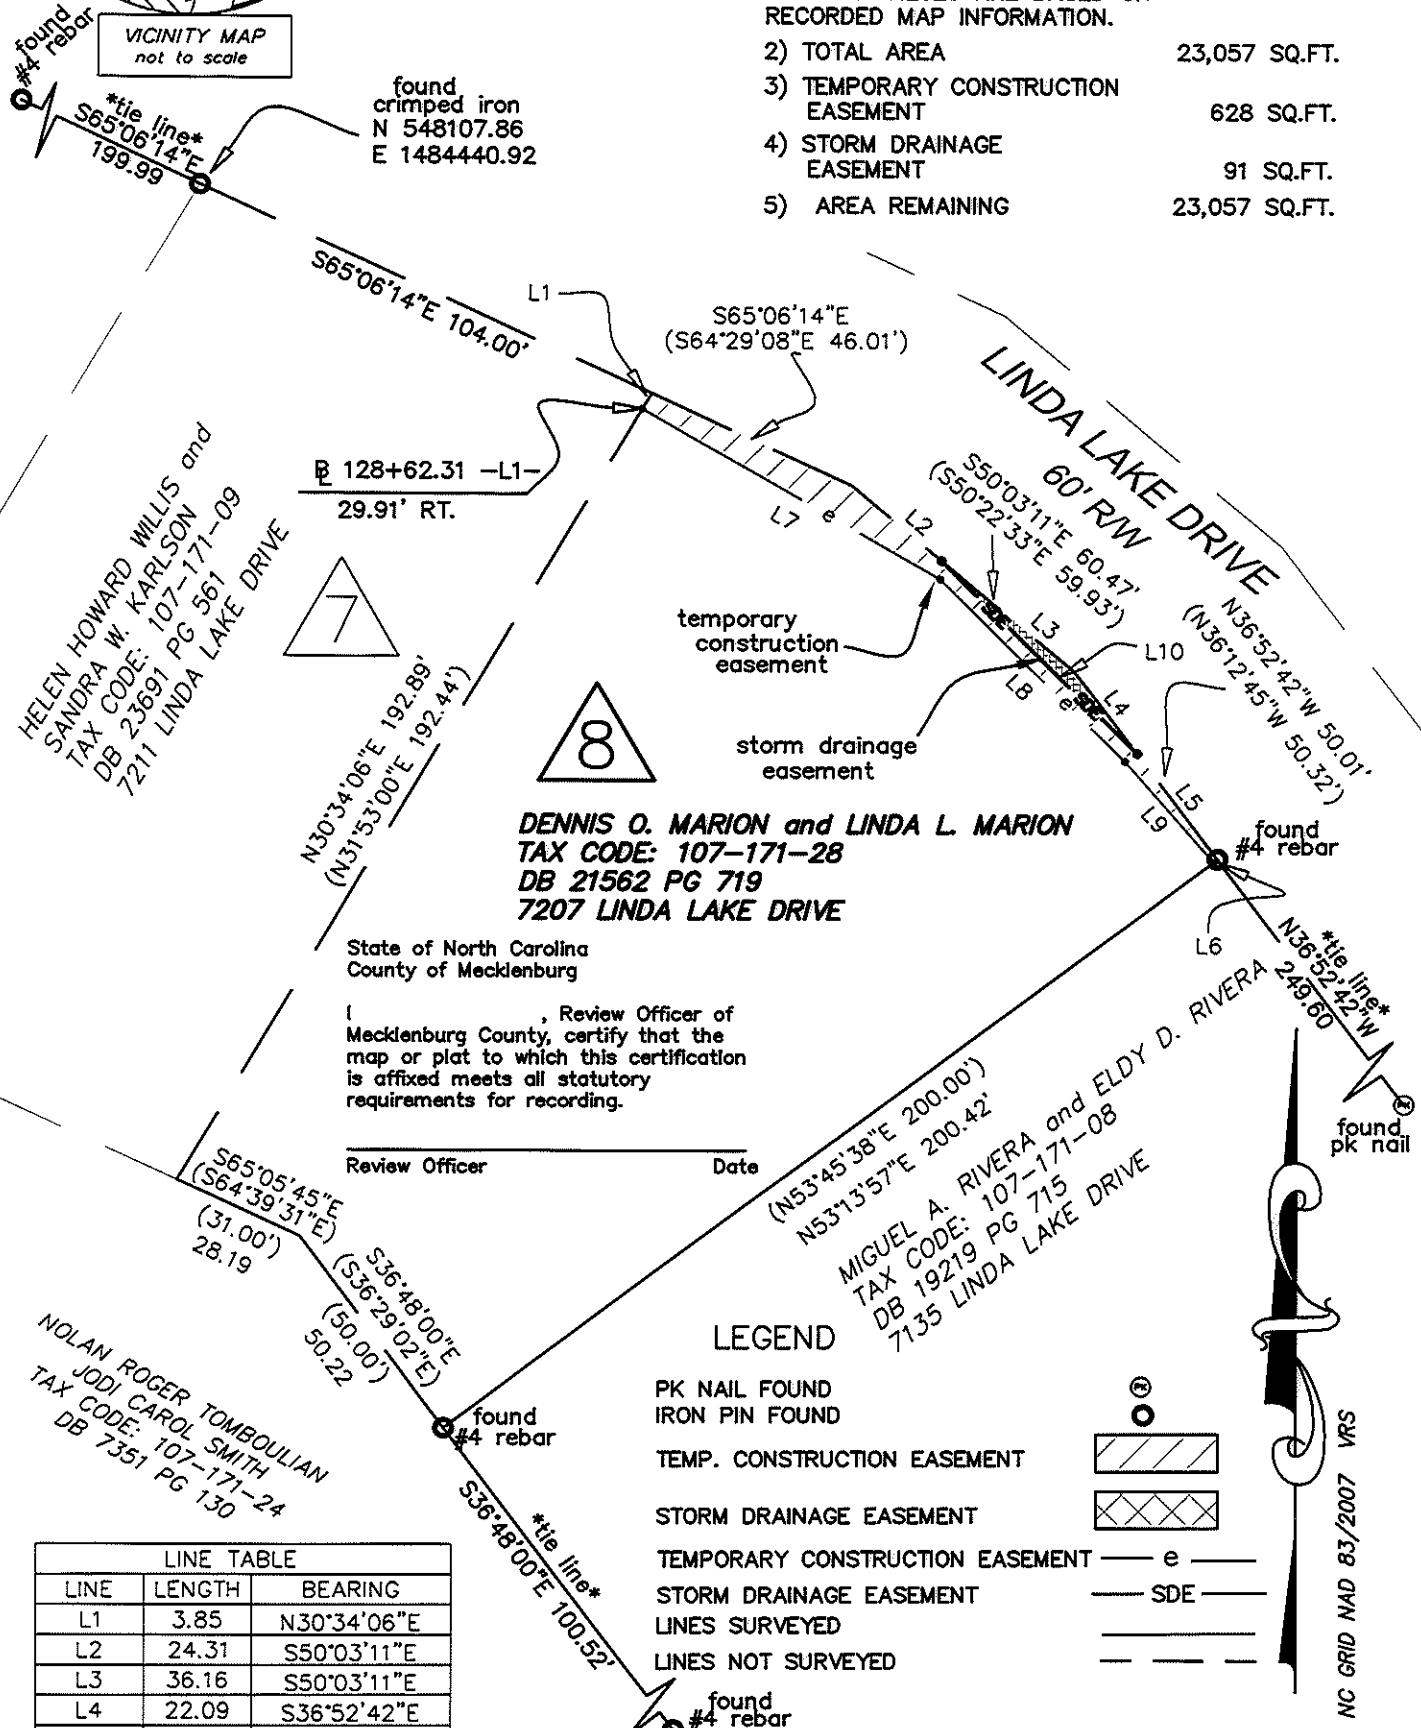 found
#4 rebar
VICINITY MAP
not to scale
RECORDED MAP INFORMATION.
2) TOTAL AREA 23,057 SQ.FT.
3) TEMPORARY CONSTRUCTION
EASEMENT 628 SQ.FT.
4) STORM DRAINAGE
EASEMENT 91 SQ.FT.
5) AREA REMAINING 23,057 SQ.FT.
*tie line*
S65°06'14"E
199.99
found
crimped iron
N 548107.86
E 1484440.92
S65°06'14"E 104.00'
L1
S65°06'14"E
(S64°29'08"E 46.01')
LINDA LAKE DRIVE
60' R/W
128+62.31 -L1-
29.91' RT.
L7
e
L2
S50°03'11"E 60.47'
(S50°22'33"E 59.93')
SDE
L3
L10
L8
e
SDE
L4
N36°52'42"W 50.01'
(N36°12'45"W 50.32')
L5
L9
HELEN HOWARD WILLIS and
SANDRA W. KARLSON
TAX CODE: 107-171-09
DB 23691 PG 561
7211 LINDA LAKE DRIVE
7
temporary
construction
easement
storm drainage
easement
N30°34'06"E 192.89'
(N31°53'00"E 192.44')
8
DENNIS O. MARION and LINDA L. MARION
TAX CODE: 107-171-28
DB 21562 PG 719
7207 LINDA LAKE DRIVE
found
#4 rebar
L6
*tie line*
N36°52'42"W
249.60
found
pk nail
State of North Carolina
County of Mecklenburg
I , Review Officer of
Mecklenburg County, certify that the
map or plat to which this certification
is affixed meets all statutory
requirements for recording.
Review Officer Date
(N53°45'38"E 200.00')
N53°13'57"E 200.42'
MIGUEL A. RIVERA and ELDY D. RIVERA
TAX CODE: 107-171-08
DB 19219 PG 715
7135 LINDA LAKE DRIVE
S65°05'45"E
(S64°39'31"E)
(31.00')
28.19
S36°48'00"E
(S36°29'02"E)
(50.00')
50.22
NOLAN ROGER TOMBOULIAN
JODI CAROL SMITH
TAX CODE: 107-171-24
DB 7351 PG 130
found
#4 rebar
*tie line*
S36°48'00"E 100.52'
found
#4 rebar
LEGEND
PK NAIL FOUND PK
IRON PIN FOUND
TEMP. CONSTRUCTION EASEMENT
STORM DRAINAGE EASEMENT
TEMPORARY CONSTRUCTION EASEMENT e
STORM DRAINAGE EASEMENT SDE
LINES SURVEYED
LINES NOT SURVEYED
NC GRID NAD 83/2007 VRS
LINE TABLE
LINE LENGTH BEARING
L1 3.85 N30°34'06"E
L2 24.31 S50°03'11"E
L3 36.16 S50°03'11"E
L4 22.09 S36°52'42"E